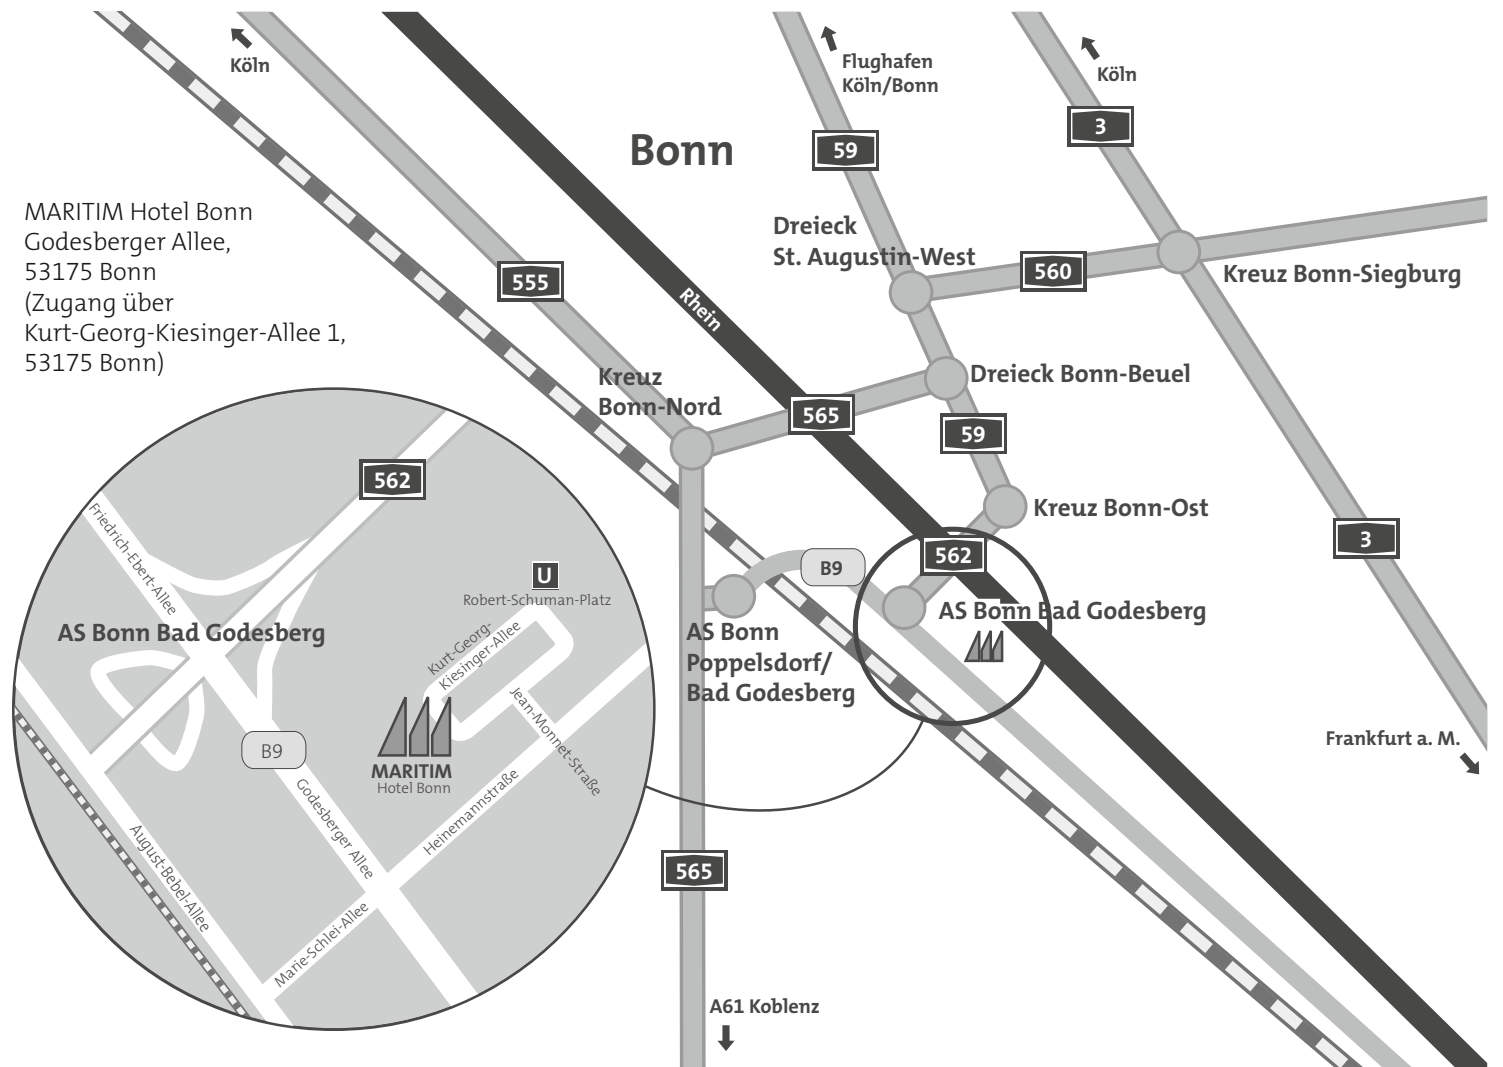 Köln
Flughafen
Köln/Bonn
Köln
3
Bonn
59
MARITIM Hotel Bonn
Godesberger Allee,
53175 Bonn
(Zugang über
Kurt-Georg-Kiesinger-Allee 1,
53175 Bonn)
Dreieck
St. Augustin-West
555
560
Kreuz Bonn-Siegburg
Rhein
Kreuz
Bonn-Nord
Dreieck Bonn-Beuel
565
59
562
Kreuz Bonn-Ost
3
562
B9
AS Bonn Bad Godesberg
AS Bonn
Poppelsdorf/
Bad Godesberg
Friedrich-Ebert-Allee
U
Robert-Schuman-Platz
AS Bonn Bad Godesberg
Kurt-Georg-
Kiesinger-Allee
Jean-Monnet-Straße
B9
MARITIM
Hotel Bonn
Godesberger Allee
Heinemannstraße
August-Bebel-Allee
Marie-Schlei-Allee
Frankfurt a. M.
565
A61 Koblenz